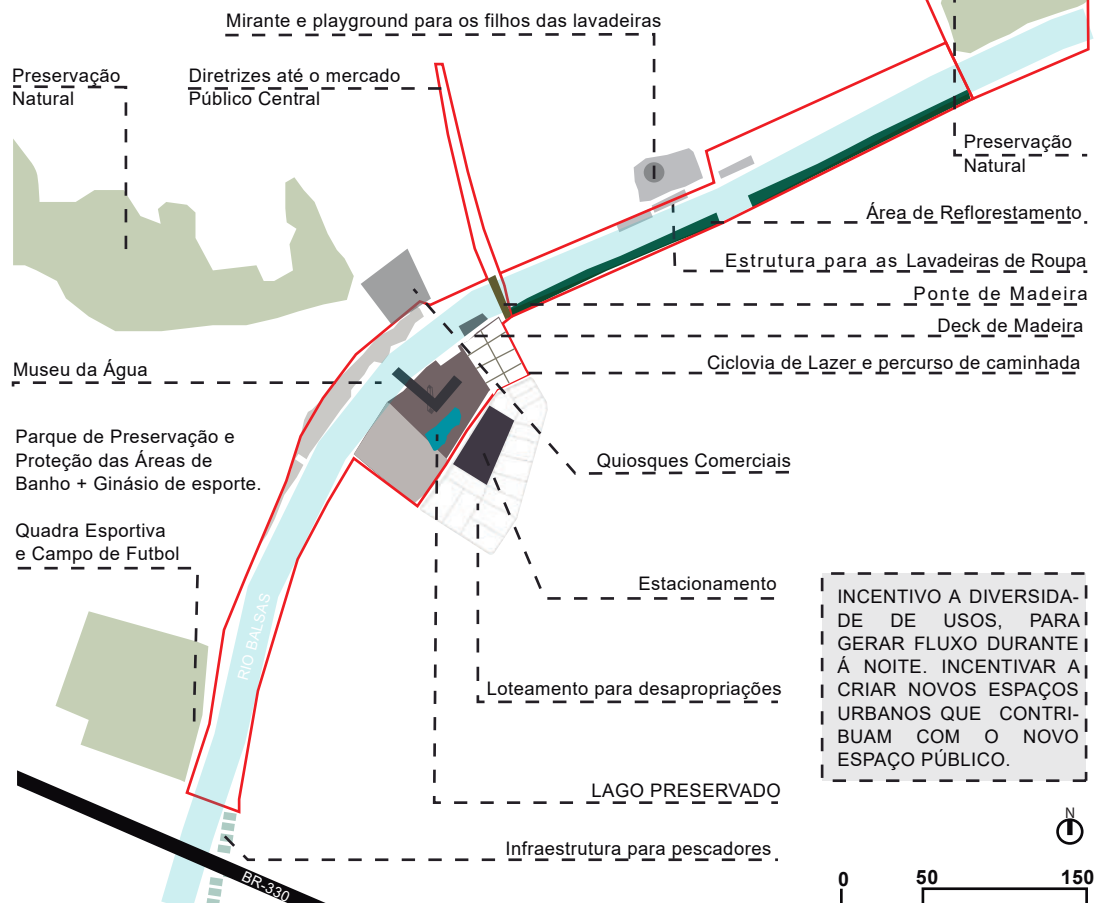 Mirante e playground para os filhos das lavadeiras
Preservação
Natural
Diretrizes até o mercado
Público Central
Preservação
Natural
Área de Reflorestamento
Estrutura para as Lavadeiras de Roupa
Ponte de Madeira
Deck de Madeira
Museu da Água
Ciclovia de Lazer e percurso de caminhada
Parque de Preservação e
Proteção das Áreas de
Banho + Ginásio de esporte.
Quiosques Comerciais
Quadra Esportiva
e Campo de Futbol
Estacionamento
INCENTIVO A DIVERSIDA-
DE DE USOS, PARA
GERAR FLUXO DURANTE
Á NOITE. INCENTIVAR A
CRIAR NOVOS ESPAÇOS
URBANOS QUE CONTRI-
BUAM COM O NOVO
ESPAÇO PÚBLICO.
RIO BALSAS
Loteamento para desapropriações
LAGO PRESERVADO
Infraestrutura para pescadores
BR-330
N
0 50 150